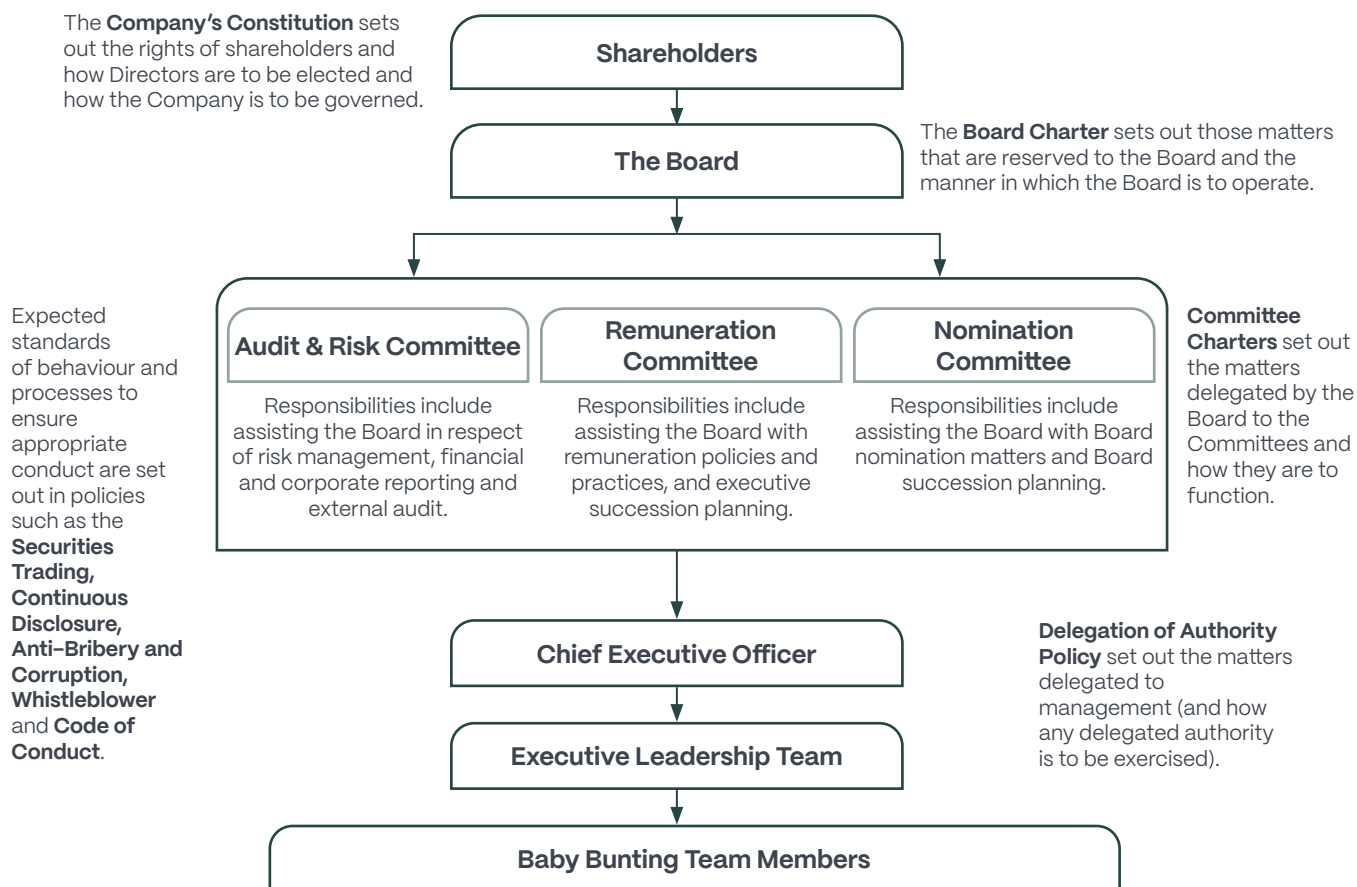 The Company's Constitution sets
out the rights of shareholders and
how Directors are to be elected and
how the Company is to be governed.
Shareholders
The Board
The Board Charter sets out those matters
that are reserved to the Board and the
manner in which the Board is to operate.
Expected
standards
of behaviour and
processes to
ensure
appropriate
conduct are set
out in policies
such as the
Securities
Trading,
Continuous
Disclosure,
Anti-Bribery and
Corruption,
Whistleblower
and Code of
Conduct.
Audit & Risk Committee
Responsibilities include
assisting the Board in respect
of risk management, financial
and corporate reporting and
external audit.
Remuneration
Committee
Responsibilities include
assisting the Board with
remuneration policies and
practices, and executive
succession planning.
Nomination
Committee
Responsibilities include
assisting the Board with Board
nomination matters and Board
succession planning.
Committee
Charters set out
the matters
delegated by the
Board to the
Committees and
how they are to
function.
Chief Executive Officer
Delegation of Authority
Policy set out the matters
delegated to
management (and how
any delegated authority
is to be exercised).
Executive Leadership Team
Baby Bunting Team Members